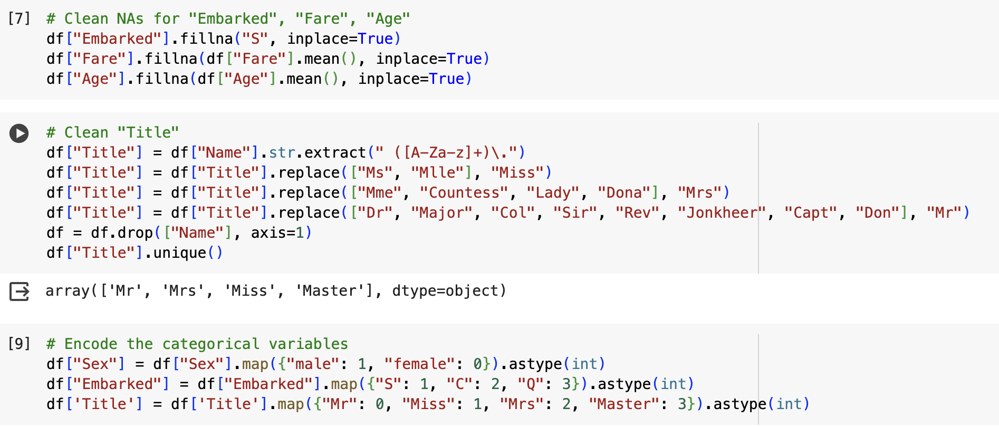 [7] # Clean NAs for "Embarked", "Fare", "Age"
df["Embarked"].fillna("S", inplace=True)
df["Fare"].fillna(df["Fare"].mean(), inplace=True)
df["Age"].fillna(df["Age"].mean(), inplace=True)
# Clean "Title"
df["Title"] = df["Name"].str.extract(" ([A-Za-z]+)\.")
df["Title"] = df["Title"].replace(["Ms", "Mlle"], "Miss")
df["Title"] = df["Title"].replace(["Mme", "Countess", "Lady", "Dona"], "Mrs")
df["Title"] = df["Title"].replace(["Dr", "Major", "Col", "Sir", "Rev", "Jonkheer", "Capt", "Don"], "Mr")
df = df.drop(["Name"], axis=1)
df["Title"].unique()
array(['Mr', 'Mrs', 'Miss', 'Master'], dtype=object)
[9] # Encode the categorical variables
df["Sex"] = df["Sex"].map({"male": 1, "female": 0}).astype(int)
df["Embarked"] = df["Embarked"].map({"S": 1, "C": 2, "Q": 3}).astype(int)
df['Title'] = df['Title'].map({"Mr": 0, "Miss": 1, "Mrs": 2, "Master": 3}).astype(int)